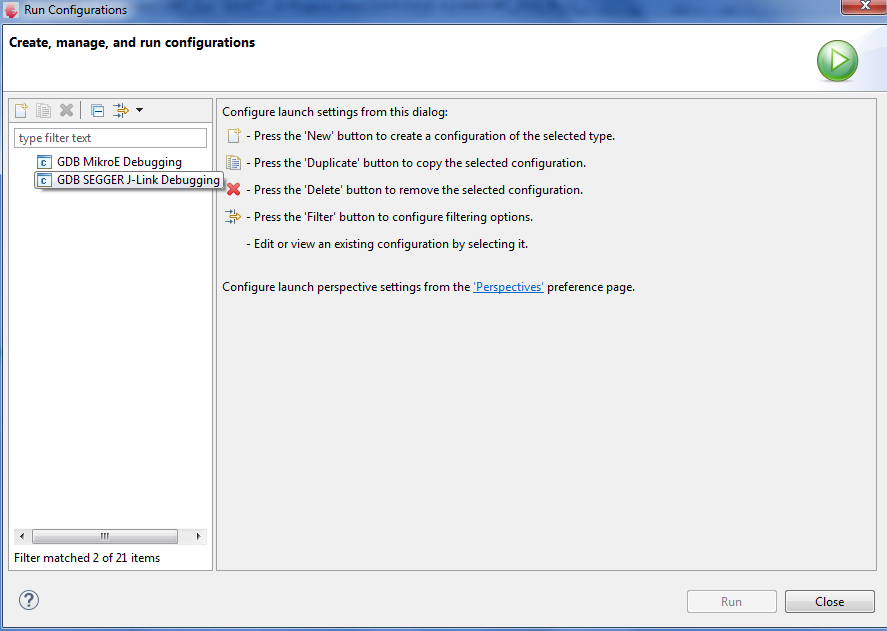 Run Configurations
Create, manage, and run configurations
type filter text
GDB MikroE Debugging
GDB SEGGER J-Link Debugging
Filter matched 2 of 21 items
Configure launch settings from this dialog:
- Press the 'New' button to create a configuration of the selected type.
- Press the 'Duplicate' button to copy the selected configuration.
- Press the 'Delete' button to remove the selected configuration.
- Press the 'Filter' button to configure filtering options.
- Edit or view an existing configuration by selecting it.
Configure launch perspective settings from the 'Perspectives' preference page.
Run
Close